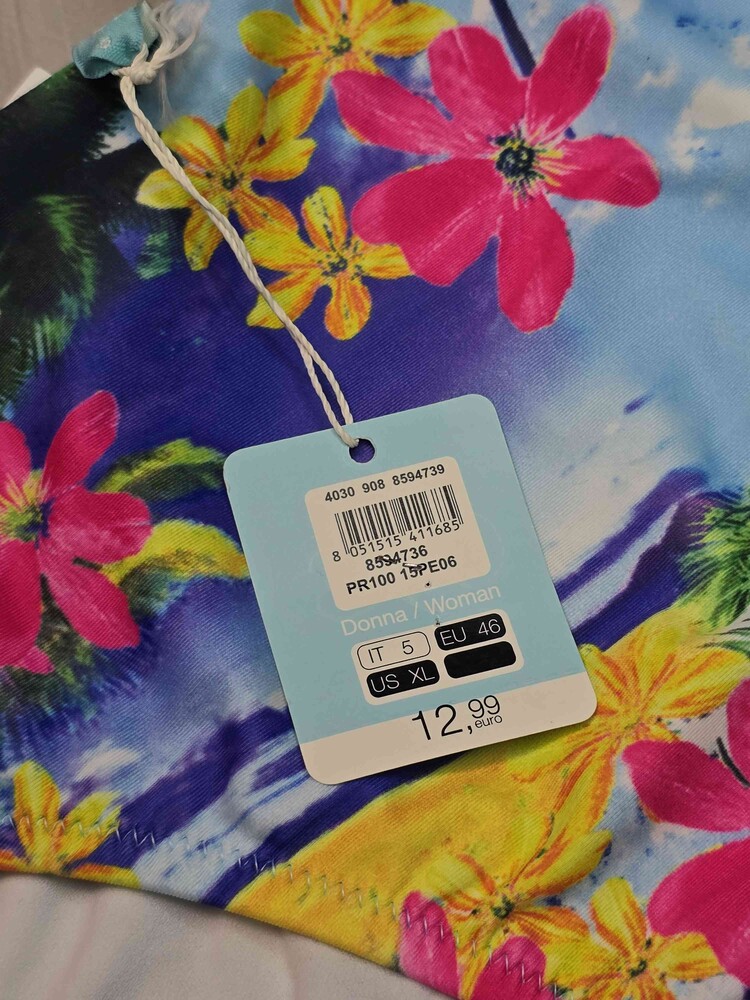 4030 908 8594739
8 051515 411685
8594736
PR100 15PE06
Donna / Woman
IT 5 EU 46
US XL
12,99
euro